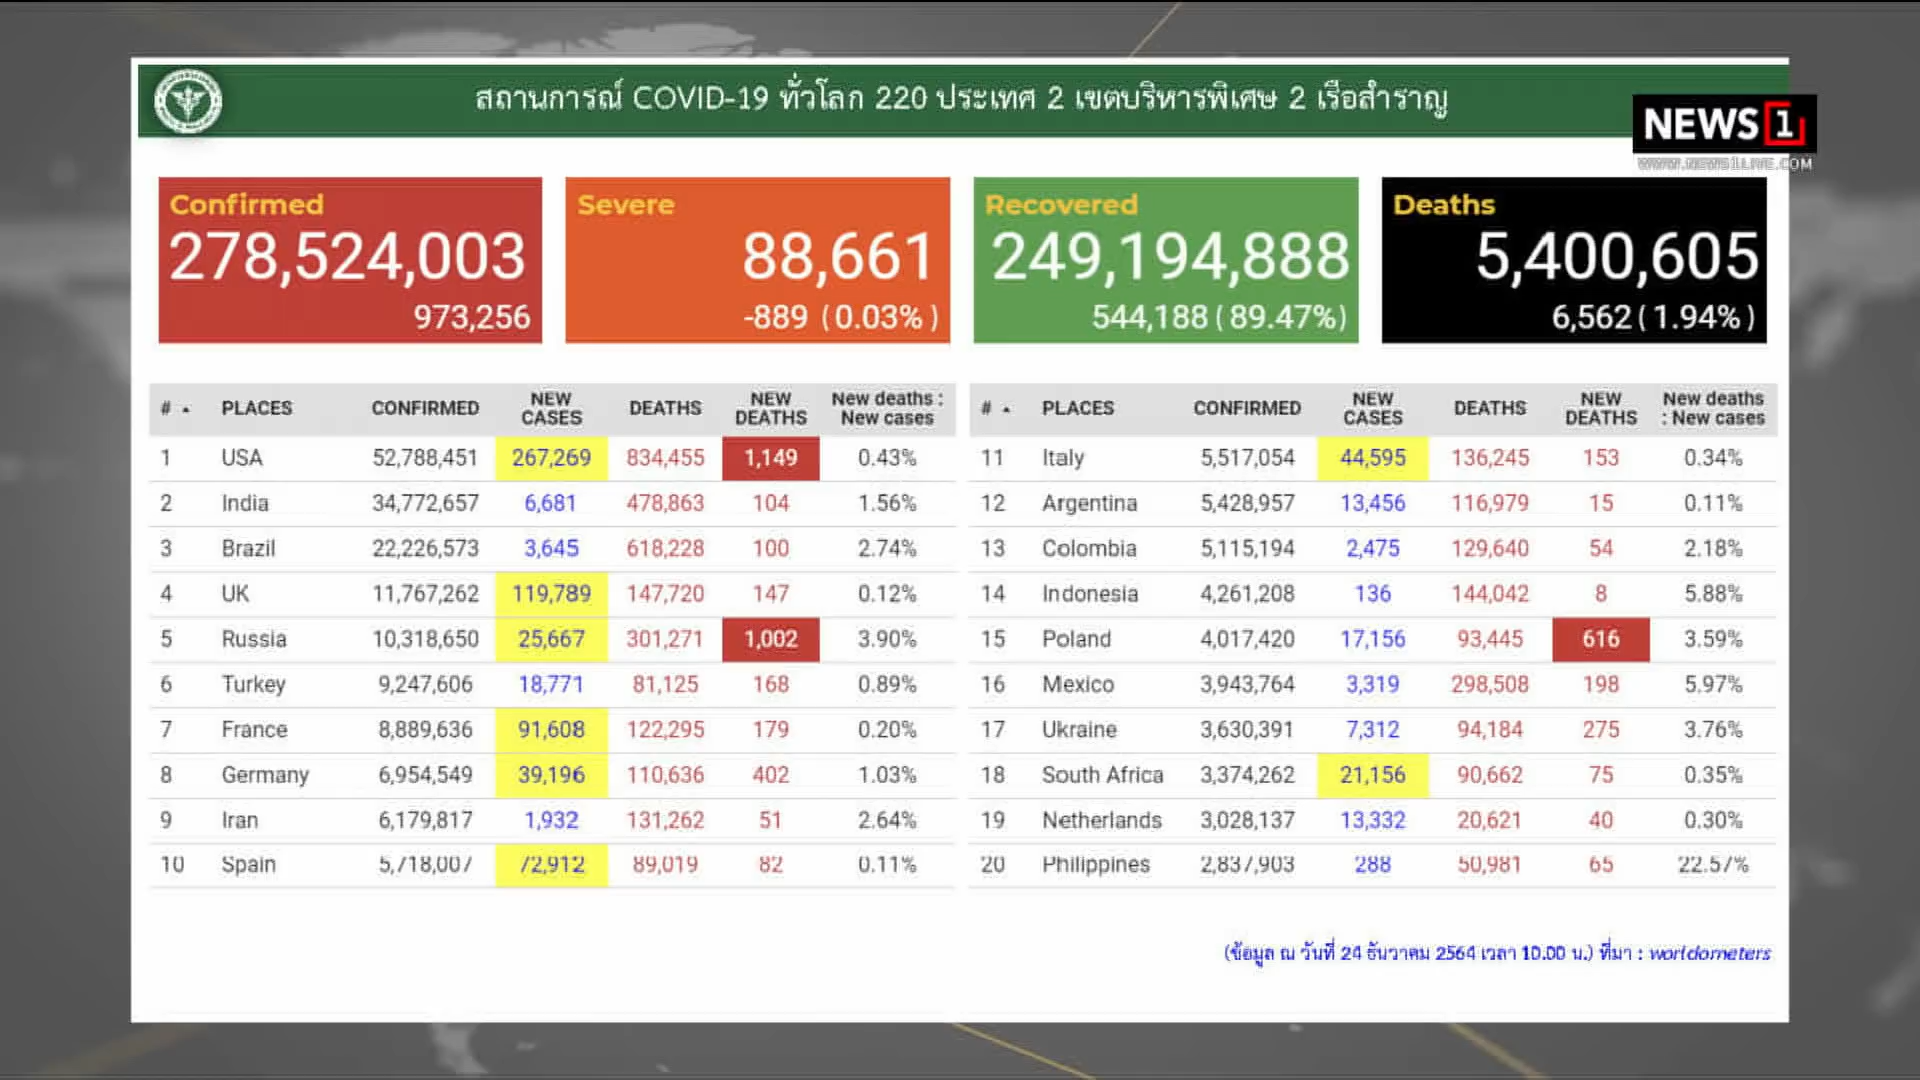 สถานการณ์ COVID-19 ทั่วโลก 220 ประเทศ 2 เขตบริหารพิเศษ 2 เรือสำราญ
NEWS 1
WWW.NEWS1LIVE.COM
Confirmed
278,524,003
973,256
Severe
88,661
-889 (0.03%)
Recovered
249,194,888
544,188 (89.47%)
Deaths
5,400,605
6,562 (1.94%)
# PLACES CONFIRMED NEW CASES DEATHS NEW DEATHS New deaths : New cases
1 USA 52,788,451 267,269 834,455 1,149 0.43%
2 India 34,772,657 6,681 478,863 104 1.56%
3 Brazil 22,226,573 3,645 618,228 100 2.74%
4 UK 11,767,262 119,789 147,720 147 0.12%
5 Russia 10,318,650 25,667 301,271 1,002 3.90%
6 Turkey 9,247,606 18,771 81,125 168 0.89%
7 France 8,889,636 91,608 122,295 179 0.20%
8 Germany 6,954,549 39,196 110,636 402 1.03%
9 Iran 6,179,817 1,932 131,262 51 2.64%
10 Spain 5,718,007 72,912 89,019 82 0.11%
# PLACES CONFIRMED NEW CASES DEATHS NEW DEATHS New deaths : New cases
11 Italy 5,517,054 44,595 136,245 153 0.34%
12 Argentina 5,428,957 13,456 116,979 15 0.11%
13 Colombia 5,115,194 2,475 129,640 54 2.18%
14 Indonesia 4,261,208 136 144,042 8 5.88%
15 Poland 4,017,420 17,156 93,445 616 3.59%
16 Mexico 3,943,764 3,319 298,508 198 5.97%
17 Ukraine 3,630,391 7,312 94,184 275 3.76%
18 South Africa 3,374,262 21,156 90,662 75 0.35%
19 Netherlands 3,028,137 13,332 20,621 40 0.30%
20 Philippines 2,837,903 288 50,981 65 22.57%
(ข้อมูล ณ วันที่ 24 ธันวาคม 2564 เวลา 10.00 น.) ที่มา : worldometers